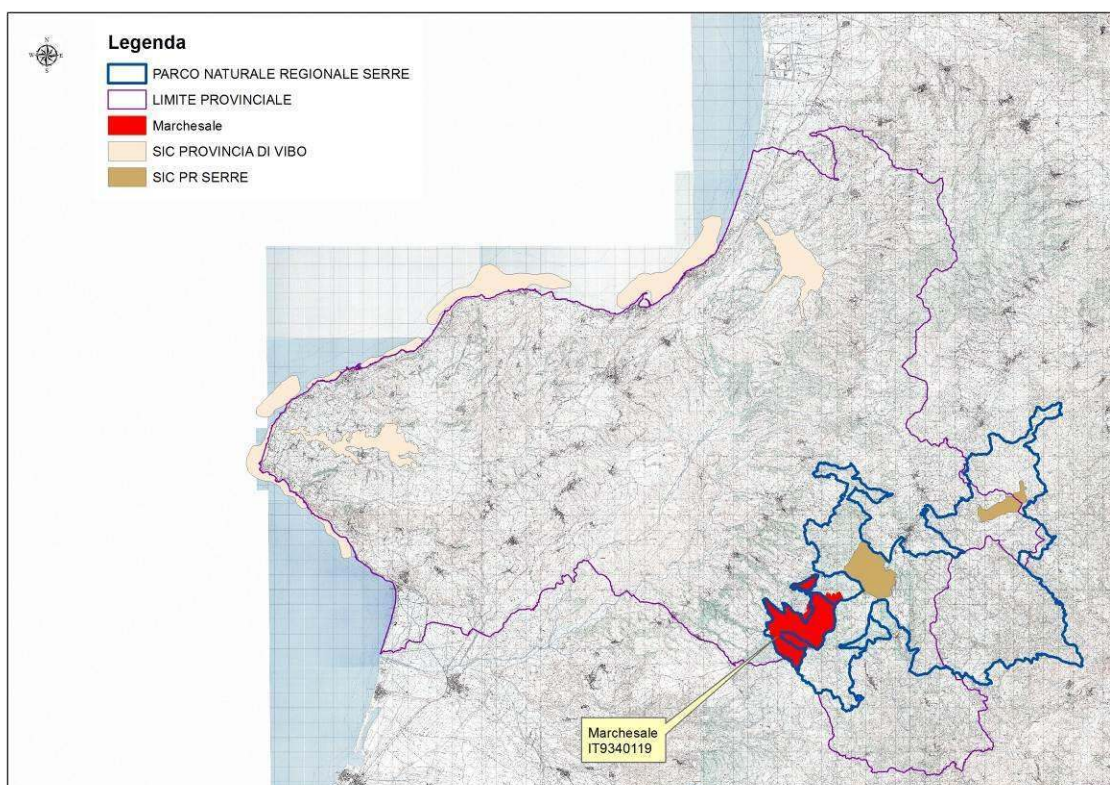 Legenda
PARCO NATURALE REGIONALE SERRE
LIMITE PROVINCIALE
Marchesale
SIC PROVINCIA DI VIBO
SIC PR SERRE
N
W
E
S
Marchesale
IT9340119